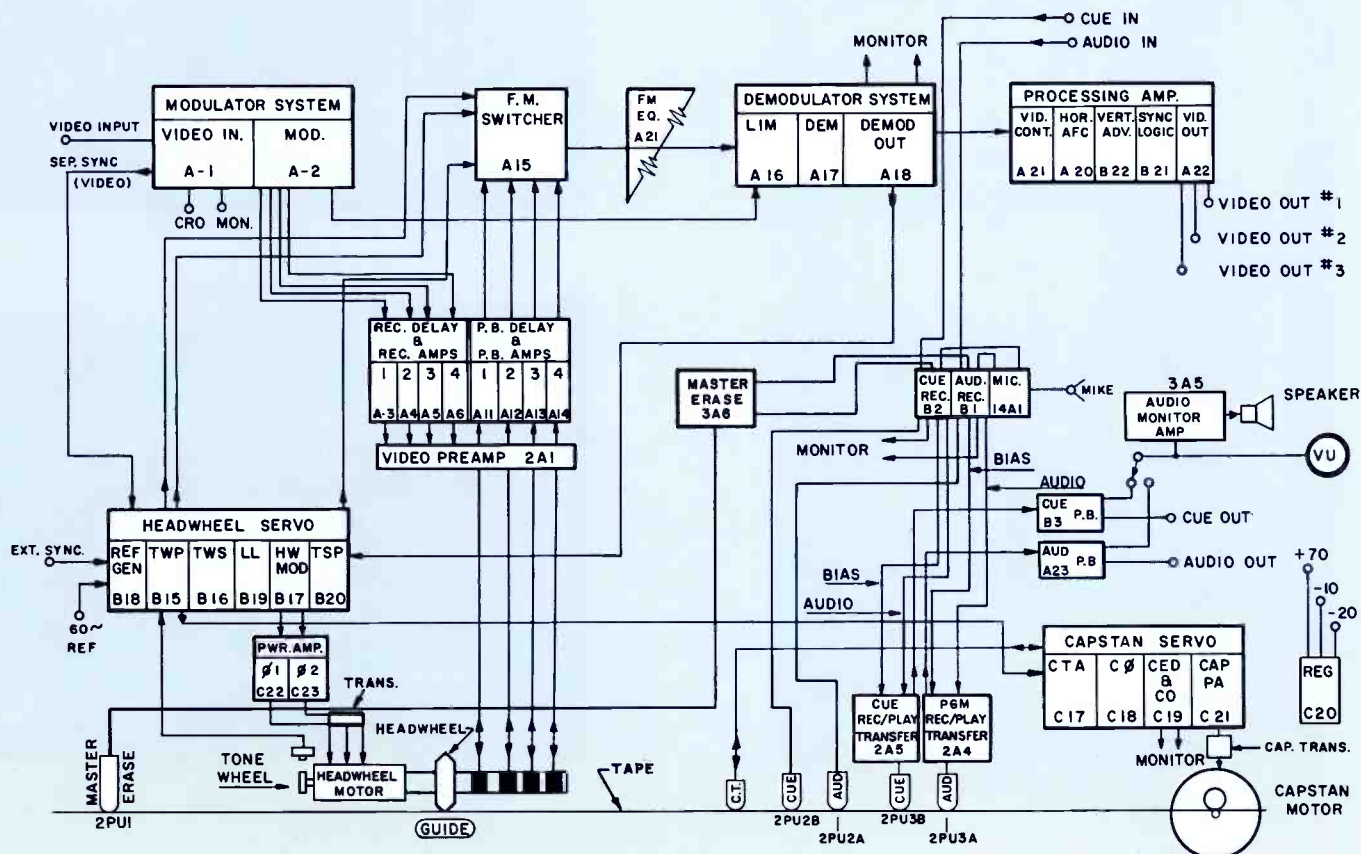 CUE IN
AUDIO IN
MONITOR
MODULATOR SYSTEM
VIDEO IN.
A-1
MOD.
A-2
VIDEO INPUT
SEP. SYNC
(VIDEO)
CRO MON.
F.M.
SWITCHER
A15
FM
EQ.
A21
DEMODULATOR SYSTEM
LIM
A16
DEM
A17
DEMOD
OUT
A18
PROCESSING AMP.
VID.
CONT.
A21
HOR.
AFC
A20
VERT.
ADV.
B22
SYNC
LOGIC
B21
VID.
OUT
A22
VIDEO OUT #1
VIDEO OUT #2
VIDEO OUT #3
REC. DELAY
&
REC. AMPS
1 2 3 4
A-3 A4 A5 A6
P.B. DELAY
&
P.B. AMPS
1 2 3 4
A11 A12 A13 A14
VIDEO PREAMP 2A1
MASTER
ERASE
3A6
CUE
REC.
B2
AUD.
REC.
B1
MIC.
14A1
MIKE
MONITOR
BIAS
AUDIO
3A5
AUDIO
MONITOR
AMP
SPEAKER
VU
CUE
B3
P.B.
CUE OUT
AUD
A23
P.B
AUDIO OUT
+70
-10
-20
REG
C20
HEADWHEEL SERVO
REF
GEN
B18
TWP
B15
TWS
B16
LL
B19
HW
MOD
B17
TSP
B20
EXT. SYNC.
60~
REF
PWR. AMP.
Ø1
C22
Ø2
C23
TRANS.
HEADWHEEL
BIAS
AUDIO
CAPSTAN SERVO
CTA
C17
CØ
C18
CED
&
CO
C19
CAP
PA
C21
MONITOR
CAP. TRANS.
CAPSTAN
MOTOR
CUE
REC/PLAY
TRANSFER
2A5
PGM
REC/PLAY
TRANSFER
2A4
MASTER
ERASE
2PU1
TONE
WHEEL
HEADWHEEL
MOTOR
GUIDE
TAPE
C.T.
CUE
AUD
CUE
AUD
2PU2B
2PU2A
2PU3B
2PU3A